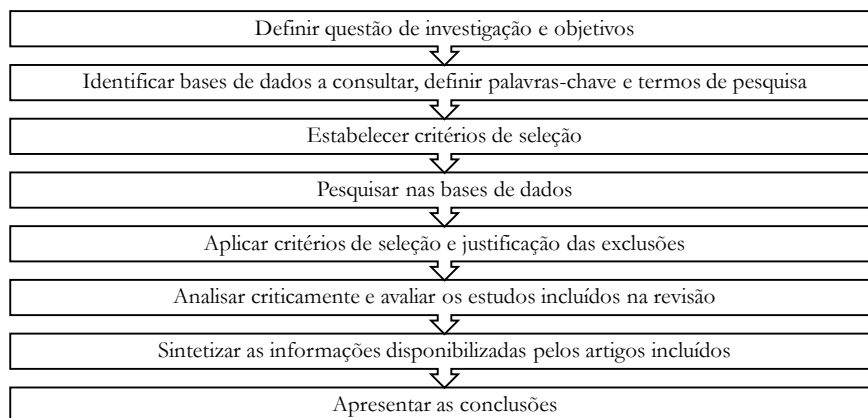 Definir questão de investigação e objetivos
Identificar bases de dados a consultar, definir palavras-chave e termos de pesquisa
Estabelecer critérios de seleção
Pesquisar nas bases de dados
Aplicar critérios de seleção e justificação das exclusões
Analisar criticamente e avaliar os estudos incluídos na revisão
Sintetizar as informações disponibilizadas pelos artigos incluídos
Apresentar as conclusões